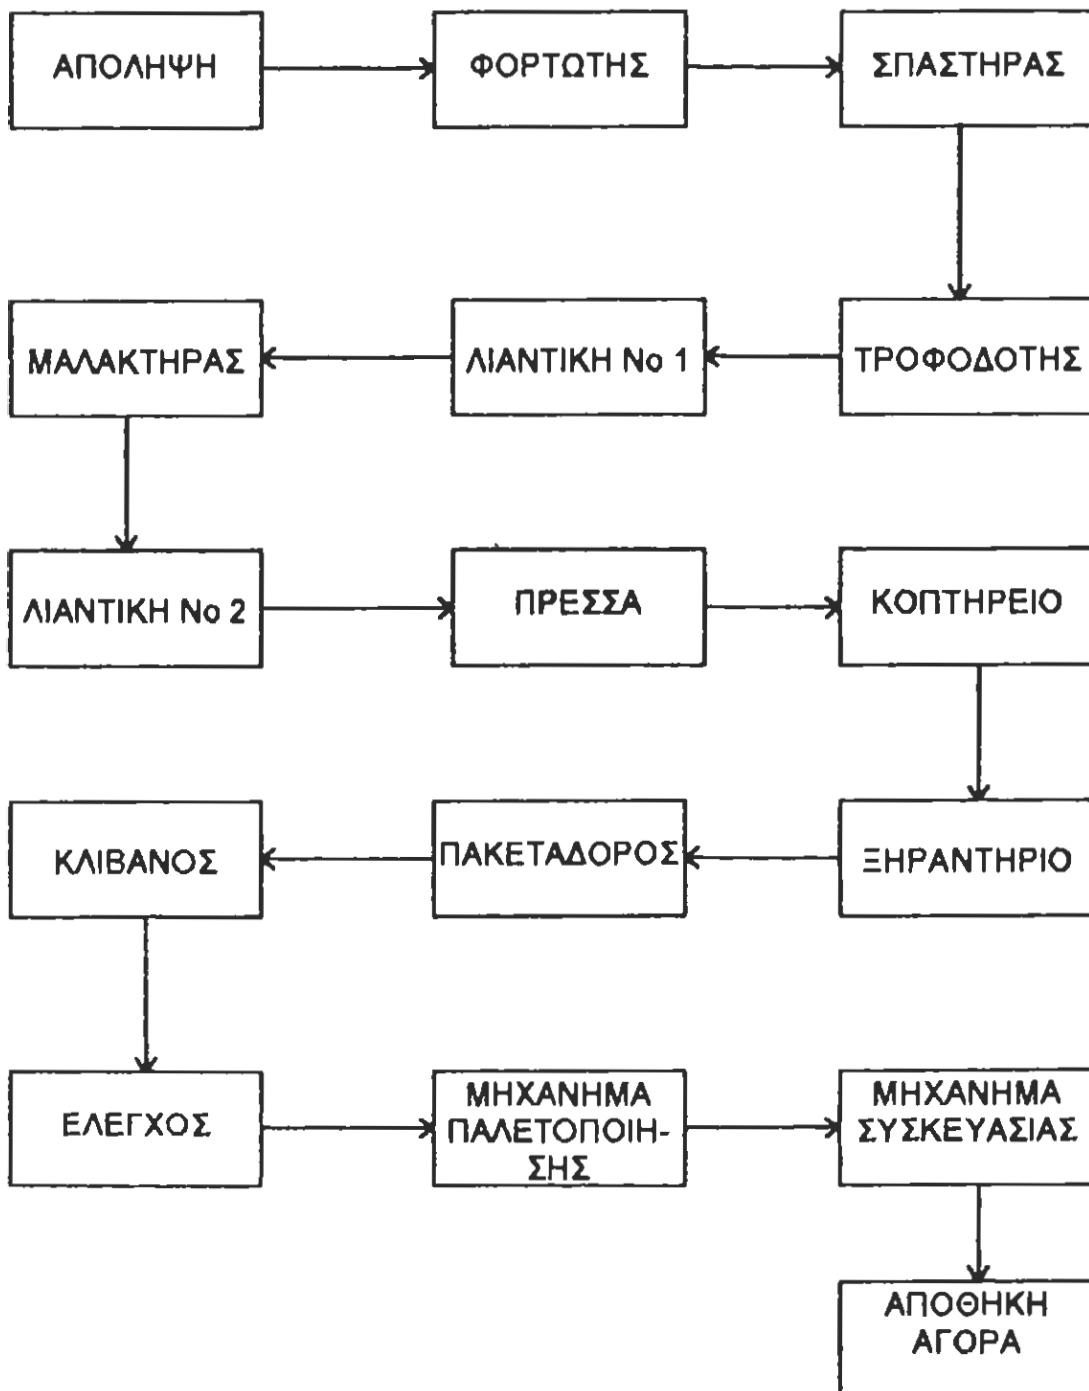 ΑΠΟΛΗΨΗ
ΦΟΡΤΩΤΗΣ
ΣΠΑΣΤΗΡΑΣ
ΜΑΛΑΚΤΗΡΑΣ
ΛΙΑΝΤΙΚΗ Νο 1
ΤΡΟΦΟΔΟΤΗΣ
ΛΙΑΝΤΙΚΗ Νο 2
ΠΡΕΣΣΑ
ΚΟΠΤΗΡΕΙΟ
ΚΛΙΒΑΝΟΣ
ΠΑΚΕΤΑΔΟΡΟΣ
ΞΗΡΑΝΤΗΡΙΟ
ΕΛΕΓΧΟΣ
ΜΗΧΑΝΗΜΑ
ΠΑΛΕΤΟΠΟΙΗ-
ΣΗΣ
ΜΗΧΑΝΗΜΑ
ΣΥΣΚΕΥΑΣΙΑΣ
ΑΠΟΘΗΚΗ
ΑΓΟΡΑ